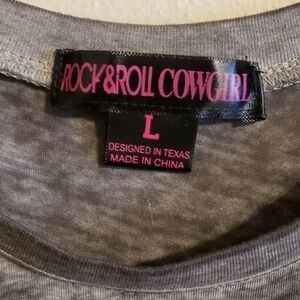 ROCK&ROLL COWGIRL
L
DESIGNED IN TEXAS
MADE IN CHINA